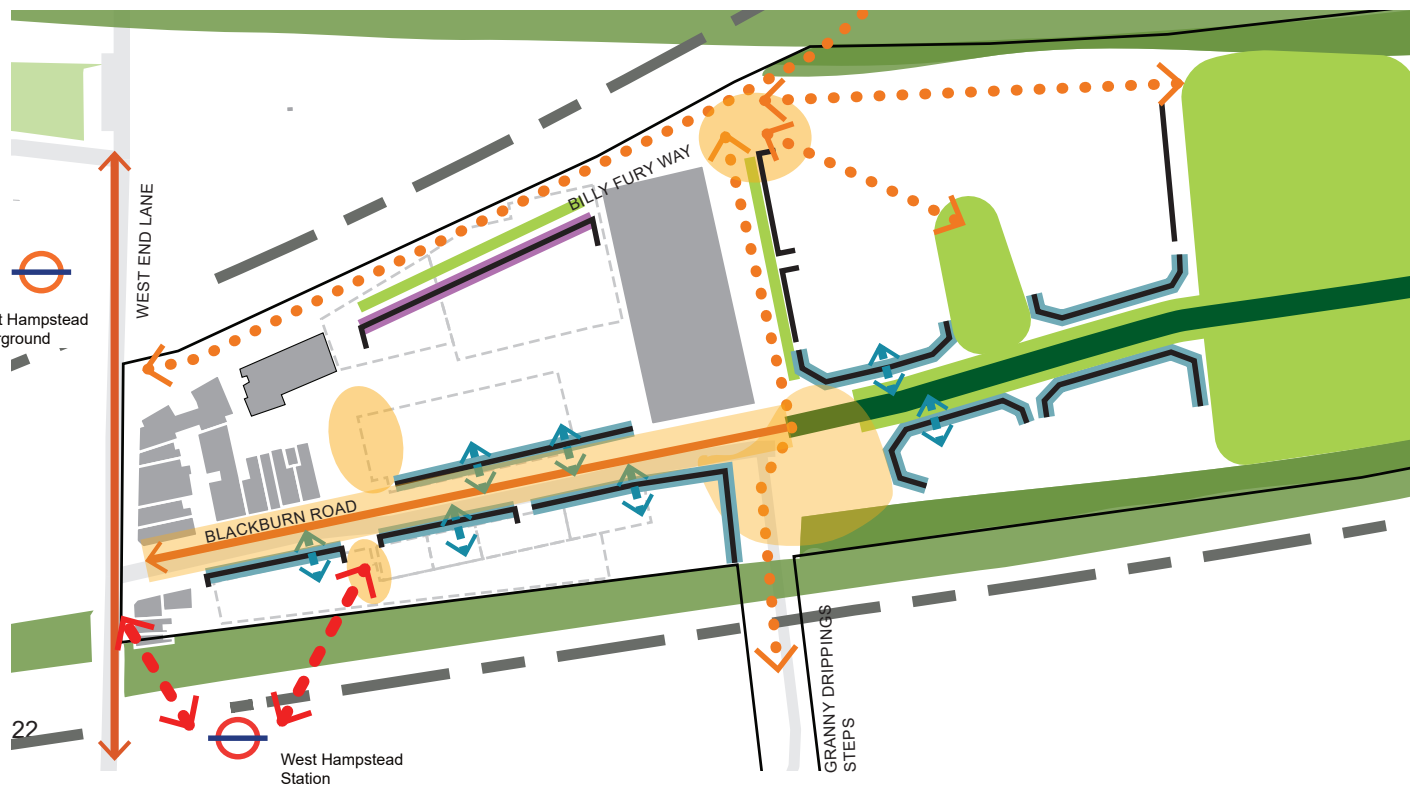 BILLY FURY WAY
WEST END LANE
t Hampstead
rground
BLACKBURN ROAD
GRANNY DRIPPINGS
STEPS
22
West Hampstead
Station